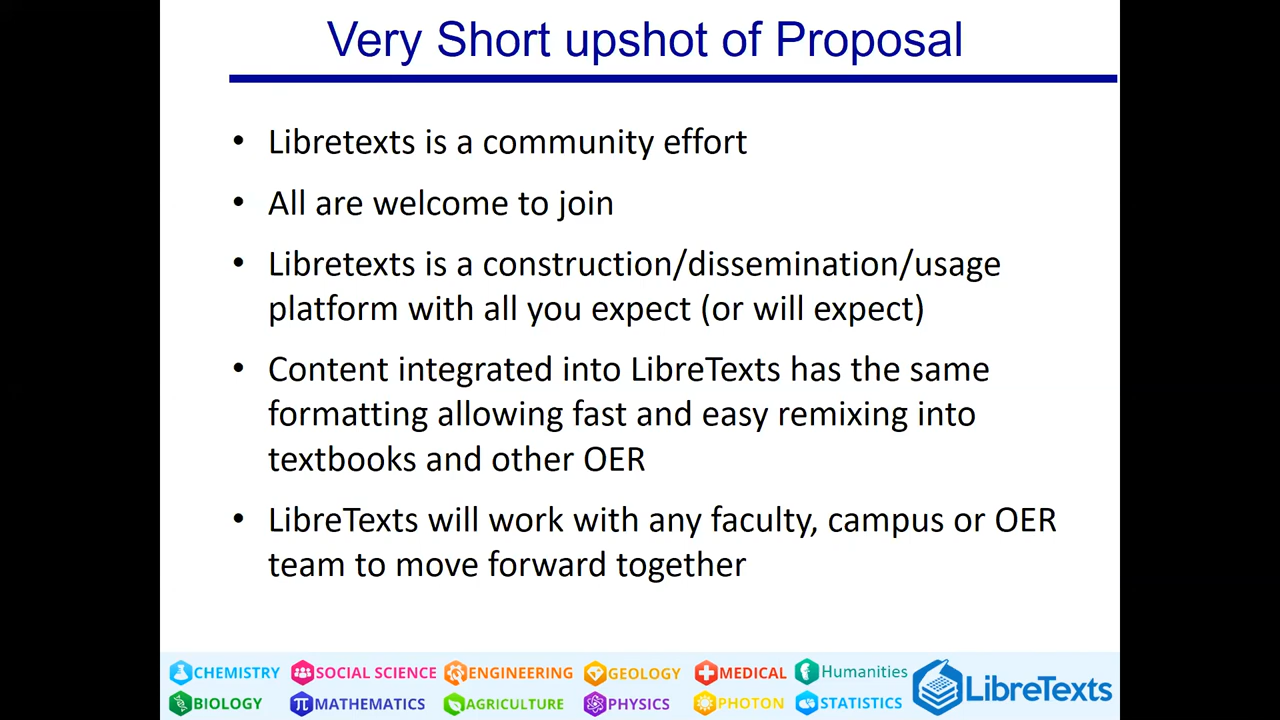 Very Short upshot of Proposal
• Libretexts is a community effort
• All are welcome to join
• Libretexts is a construction/dissemination/usage
platform with all you expect (or will expect)
• Content integrated into LibreTexts has the same
formatting allowing fast and easy remixing into
textbooks and other OER
• LibreTexts will work with any faculty, campus or OER
team to move forward together
CHEMISTRY SOCIAL SCIENCE ENGINEERING GEOLOGY MEDICAL Humanities
BIOLOGY MATHEMATICS AGRICULTURE PHYSICS PHOTON STATISTICS
LibreTexts